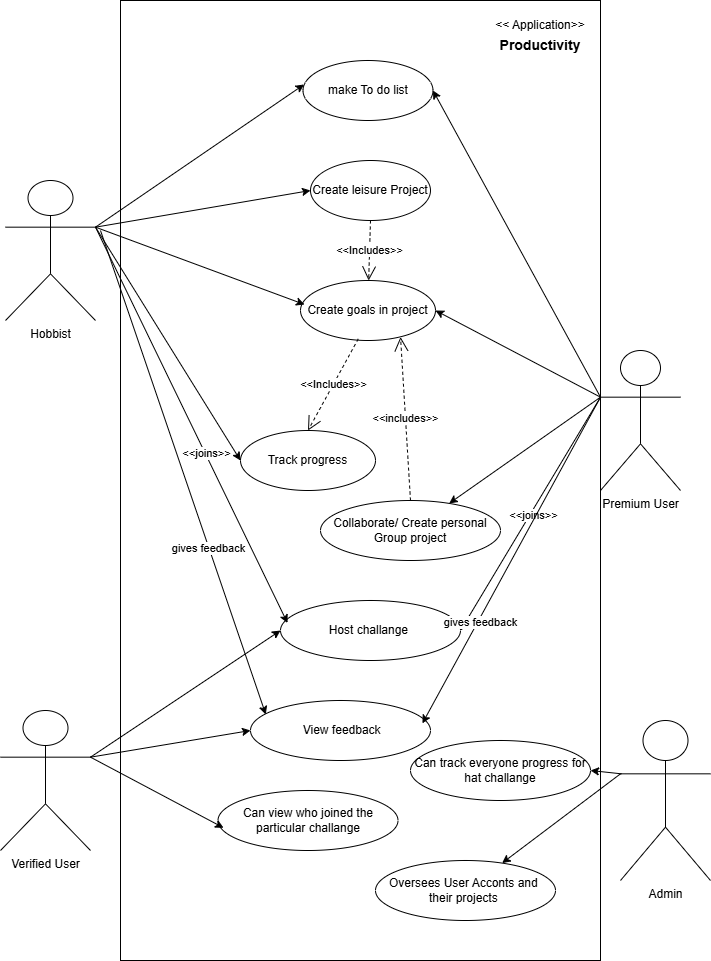 << Application>>
Productivity
make To do list
Create leisure Project
<<Includes>>
Create goals in project
Hobbist
<<Includes>>
<<includes>>
<<joins>>
Track progress
Premium User
Collaborate/ Create personal
Group project
<<joins>>
gives feedback
gives feedback
Host challange
View feedback
Can track everyone progress for
hat challange
Can view who joined the
particular challange
Verified User
Oversees User Acconts and
their projects
Admin